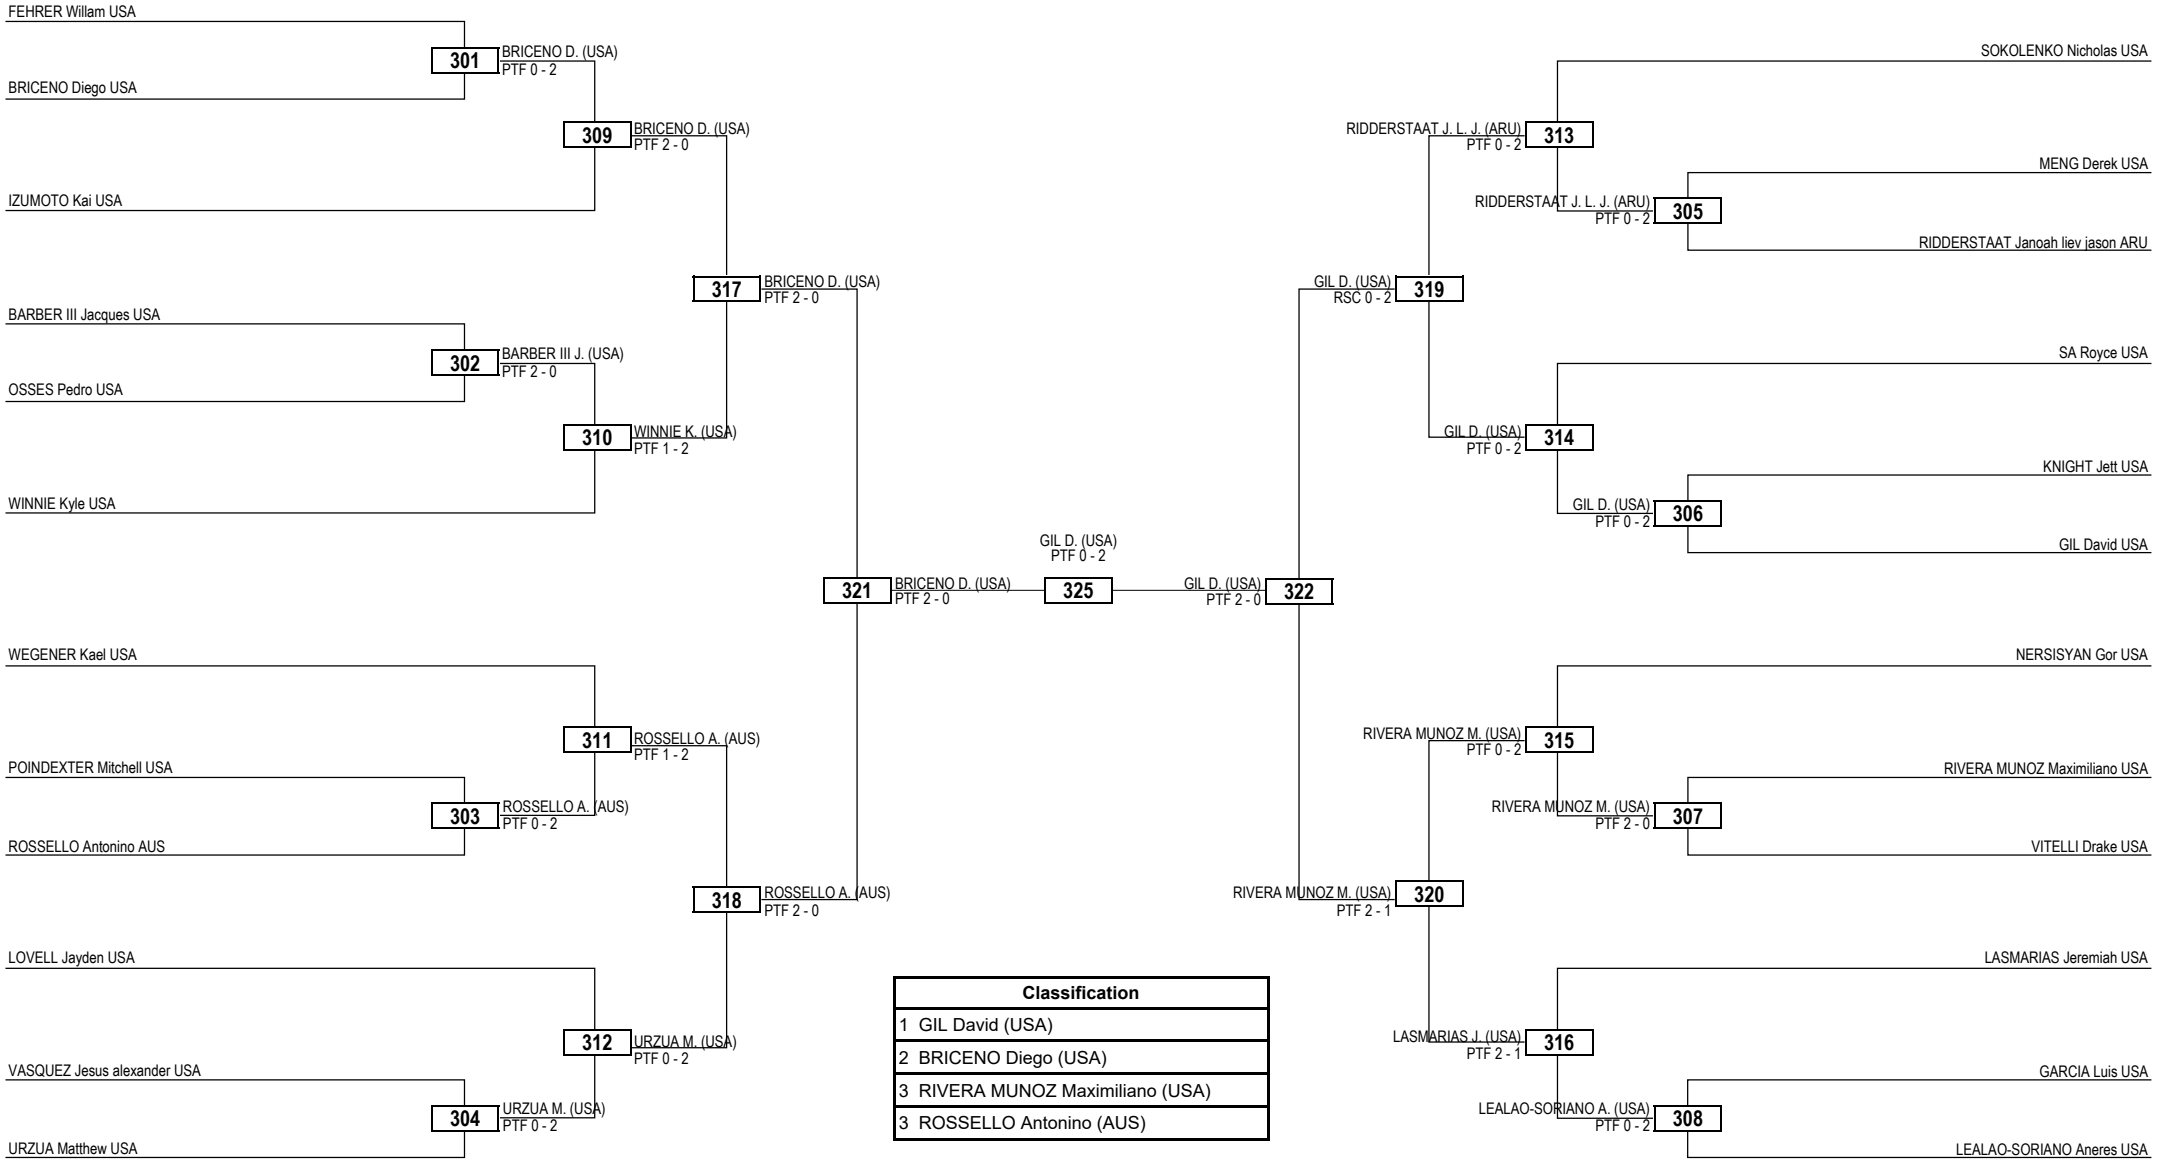 FEHRER Willam USA
301
BRICENO D. (USA)
PTF 0 - 2
BRICENO Diego USA
309
BRICENO D. (USA)
PTF 2 - 0
IZUMOTO Kai USA
317
BRICENO D. (USA)
PTF 2 - 0
BARBER III Jacques USA
302
BARBER III J. (USA)
PTF 2 - 0
OSSES Pedro USA
310
WINNIE K. (USA)
PTF 1 - 2
WINNIE Kyle USA
321
BRICENO D. (USA)
PTF 2 - 0
WEGENER Kael USA
311
ROSSELLO A. (AUS)
PTF 1 - 2
POINDEXTER Mitchell USA
303
ROSSELLO A. (AUS)
PTF 0 - 2
ROSSELLO Antonino AUS
318
ROSSELLO A. (AUS)
PTF 2 - 0
LOVELL Jayden USA
312
URZUA M. (USA)
PTF 0 - 2
VASQUEZ Jesus alexander USA
304
URZUA M. (USA)
PTF 0 - 2
URZUA Matthew USA
GIL D. (USA)
PTF 0 - 2
325
SOKOLENKO Nicholas USA
RIDDERSTAAT J. L. J. (ARU)
PTF 0 - 2
313
MENG Derek USA
RIDDERSTAAT J. L. J. (ARU)
PTF 0 - 2
305
RIDDERSTAAT Janoah liev jason ARU
GIL D. (USA)
RSC 0 - 2
319
SA Royce USA
GIL D. (USA)
PTF 0 - 2
314
KNIGHT Jett USA
GIL D. (USA)
PTF 0 - 2
306
GIL David USA
GIL D. (USA)
PTF 2 - 0
322
NERSISYAN Gor USA
RIVERA MUNOZ M. (USA)
PTF 0 - 2
315
RIVERA MUNOZ Maximiliano USA
RIVERA MUNOZ M. (USA)
PTF 2 - 0
307
VITELLI Drake USA
RIVERA MUNOZ M. (USA)
PTF 2 - 1
320
LASMARIAS Jeremiah USA
LASMARIAS J. (USA)
PTF 2 - 1
316
GARCIA Luis USA
LEALAO-SORIANO A. (USA)
PTF 0 - 2
308
LEALAO-SORIANO Aneres USA
Classification
1 GIL David (USA)
2 BRICENO Diego (USA)
3 RIVERA MUNOZ Maximiliano (USA)
3 ROSSELLO Antonino (AUS)